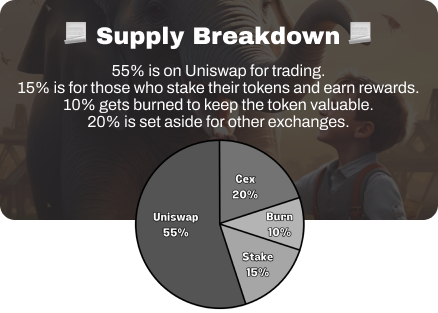 Supply Breakdown
55% is on Uniswap for trading.
15% is for those who stake their tokens and earn rewards.
10% gets burned to keep the token valuable.
20% is set aside for other exchanges.
Cex
20%
Uniswap
55%
Burn
10%
Stake
15%